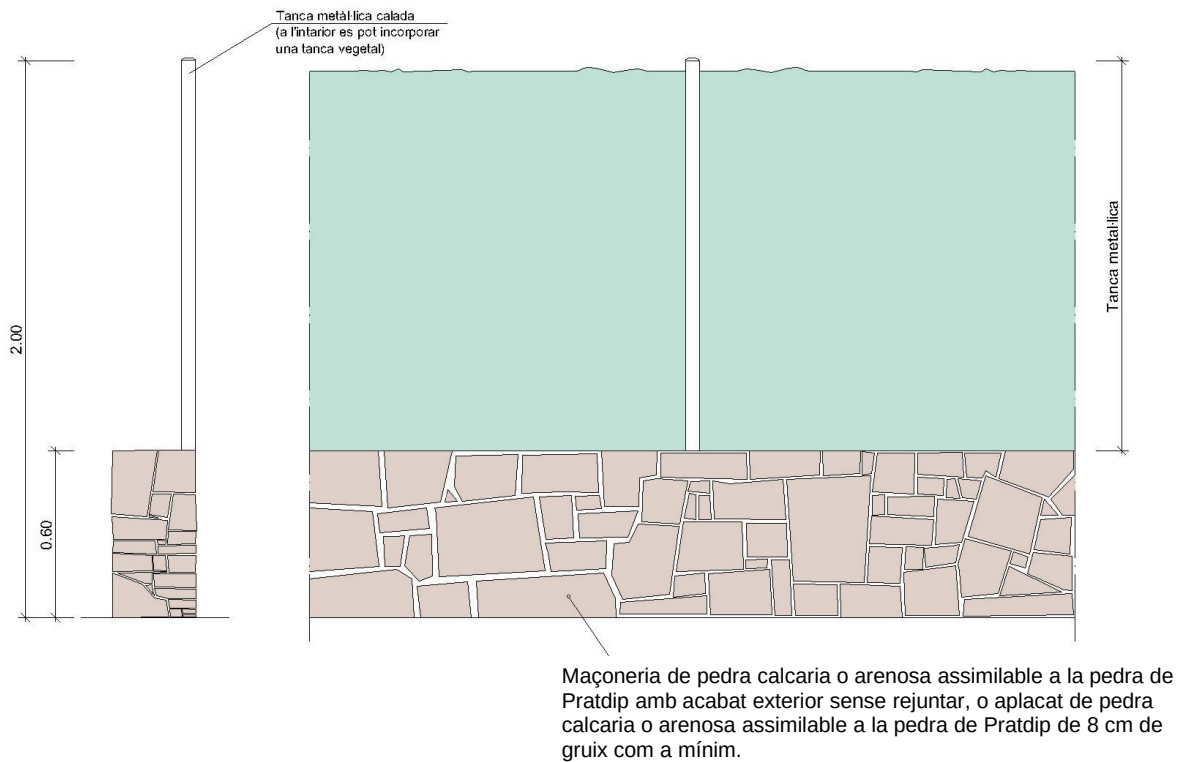 Tanca metàl·lica calada
(a l'intarior es pot incorporar
una tanca vegetal)
2.00
0.60
Tanca metal·lica
Maçoneria de pedra calcaria o arenosa assimilable a la pedra de
Pratdip amb acabat exterior sense rejuntar, o aplacat de pedra
calcaria o arenosa assimilable a la pedra de Pratdip de 8 cm de
gruix com a mínim.